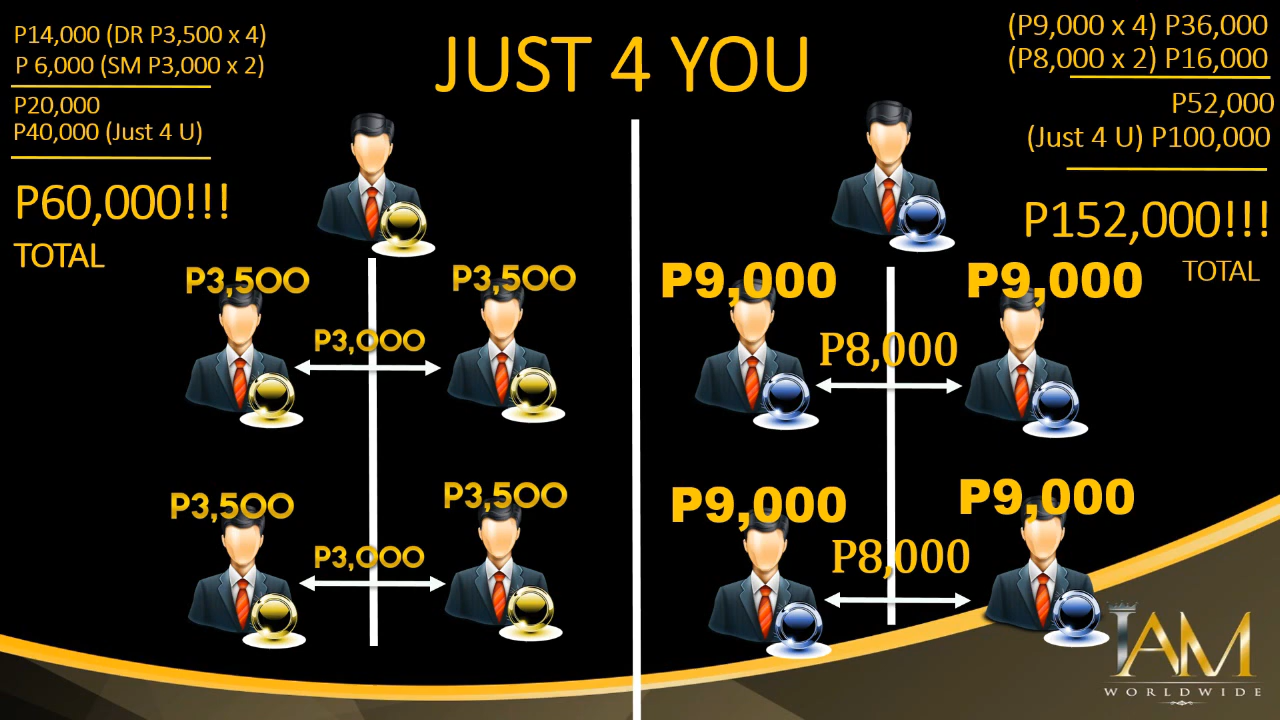 P14,000 (DR P3,500 x 4)
P 6,000 (SM P3,000 x 2)
P20,000
P40,000 (Just 4 U)
P60,000!!!
TOTAL
JUST 4 YOU
(P9,000 x 4) P36,000
(P8,000 x 2) P16,000
P52,000
(Just 4 U) P100,000
P152,000!!!
TOTAL
P3,500
P3,500
P3,000
P3,500
P3,500
P3,000
P9,000
P9,000
P8,000
P9,000
P9,000
P8,000
IAM
WORLDWIDE